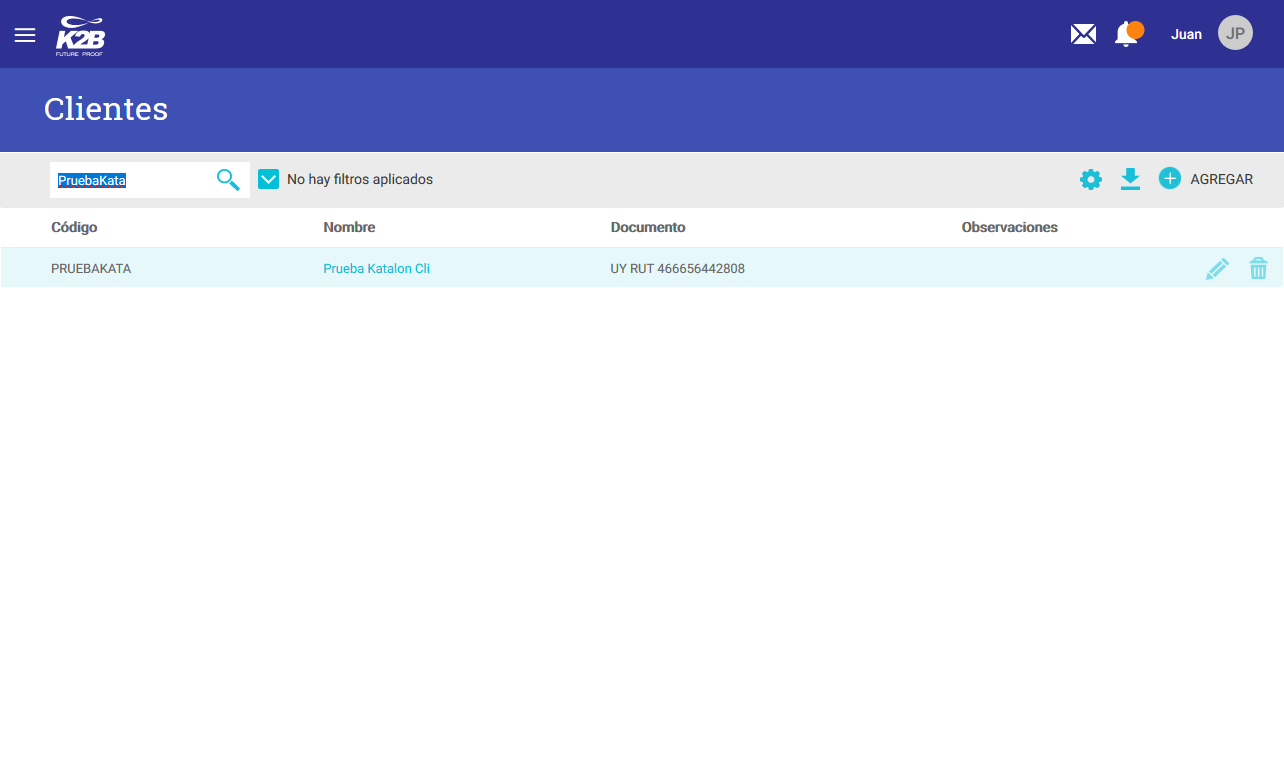 K2B
FUTURE PROOF
Juan
JP
Clientes
PruebaKata
No hay filtros aplicados
AGREGAR
Código Nombre Documento Observaciones
PRUEBAKATA Prueba Katalon Cli UY RUT 466656442808